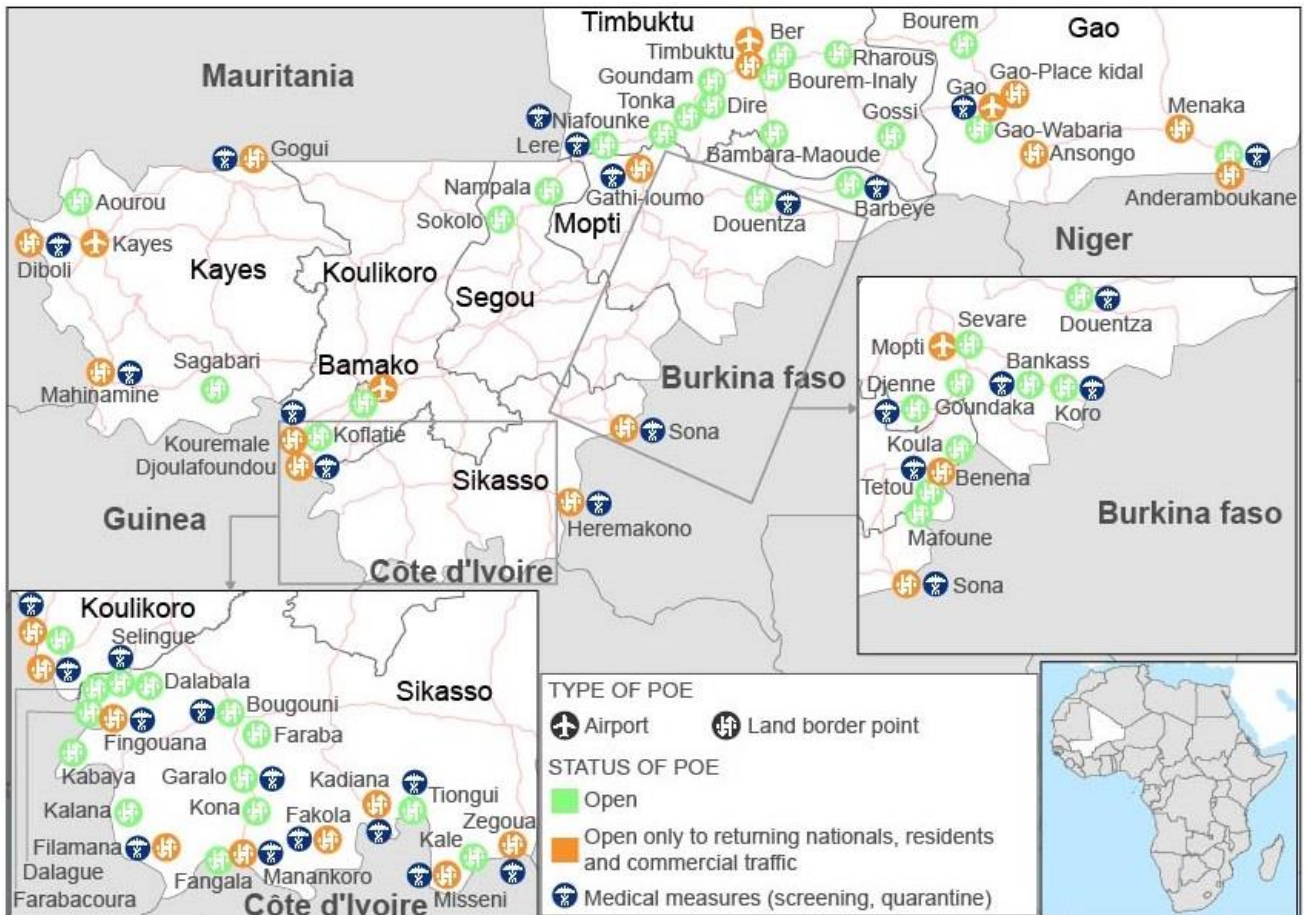 Timbuktu
Ber
Bourem
Gao
Timbuktu
Rharous
Gao-Place kidal
Mauritania
Goundam
Bourem-Inaly
Gao
Menaka
Tonka
Dire
Gossi
Niafounke
Gao-Wabaria
Lere
Ansongo
Gogui
Bambara-Maoude
Nampala
Gathi-loumo
Anderamboukane
Aourou
Sokolo
Mopti
Douentza
Barbeye
Kayes
Niger
Diboli
Kayes
Koulikoro
Segou
Sagabari
Bamako
Mahinamine
Burkina faso
Kouremale
Koflatié
Sona
Djoulafoundou
Sikasso
Guinea
Heremakono
Côte d'Ivoire
Douentza
Sevare
Mopti
Bankass
Djenne
Goundaka
Koro
Koula
Benena
Tetou
Mafoune
Burkina faso
Sona
Koulikoro
Selingue
Dalabala
Sikasso
Bougouni
Fingouana
Faraba
Kabaya
Garalo
Kadiana
Tiongui
Kalana
Kona
Fakola
Zegoua
Kale
Filamana
Dalague
Fangala
Manankoro
Misseni
Farabacoura
Côte d'Ivoire
TYPE OF POE
Airport
Land border point
STATUS OF POE
Open
Open only to returning nationals, residents
and commercial traffic
Medical measures (screening, quarantine)